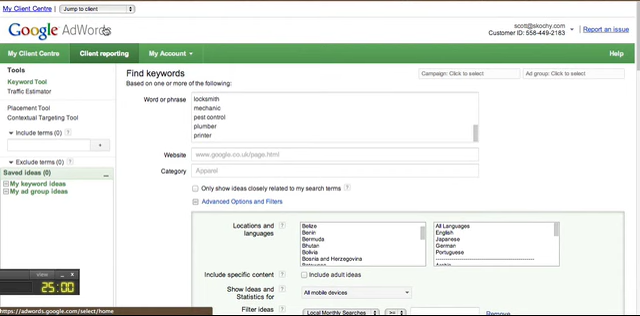 My Client Centre | Jump to client
Google AdWords
scott@skochy.com
Customer ID: 558-449-2183
Report an issue
My Client Centre
Client reporting
My Account
Help
Tools
Keyword Tool
Traffic Estimator
Placement Tool
Contextual Targeting Tool
Include terms (0) ?
+
Exclude terms (0) ?
Saved ideas (0)
My keyword ideas
My ad group ideas
Find keywords
Based on one or more of the following:
Campaign: Click to select
Ad group: Click to select
Word or phrase
locksmith
mechanic
pest control
plumber
printer
Website
www.google.co.uk/page.html
Category
Apparel
Only show ideas closely related to my search terms ?
Advanced Options and Filters
Locations and languages ?
Belize
Benin
Bermuda
Bhutan
Bolivia
Bosnia and Herzegovina
Botswana
All Languages
English
Japanese
German
Portuguese
--------------------------------
Arabic
Include specific content ?
Include adult ideas
Show Ideas and Statistics for ?
All mobile devices
Filter ideas ?
Local Monthly Searches
>=
Remove
view
25:00
https://adwords.google.com/select/home